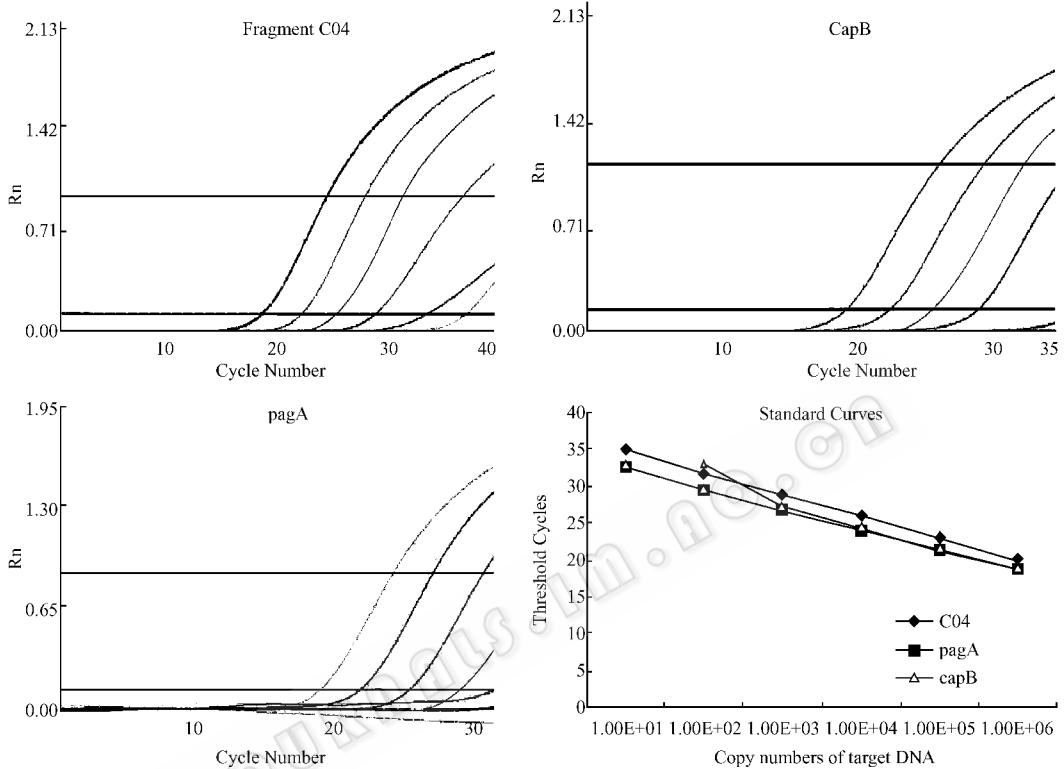 Fragment C04
2.13
1.42
0.71
0.00
Rn
10 20 30 40
Cycle Number
CapB
2.13
1.42
0.71
0.00
Rn
10 20 30 35
Cycle Number
pagA
1.95
1.30
0.65
0.00
Rn
10 20 30
Cycle Number
Standard Curves
40
35
30
25
20
15
10
5
0
Threshold Cycles
C04
pagA
capB
1.00E+01 1.00E+02 1.00E+03 1.00E+04 1.00E+05 1.00E+06
Copy numbers of target DNA